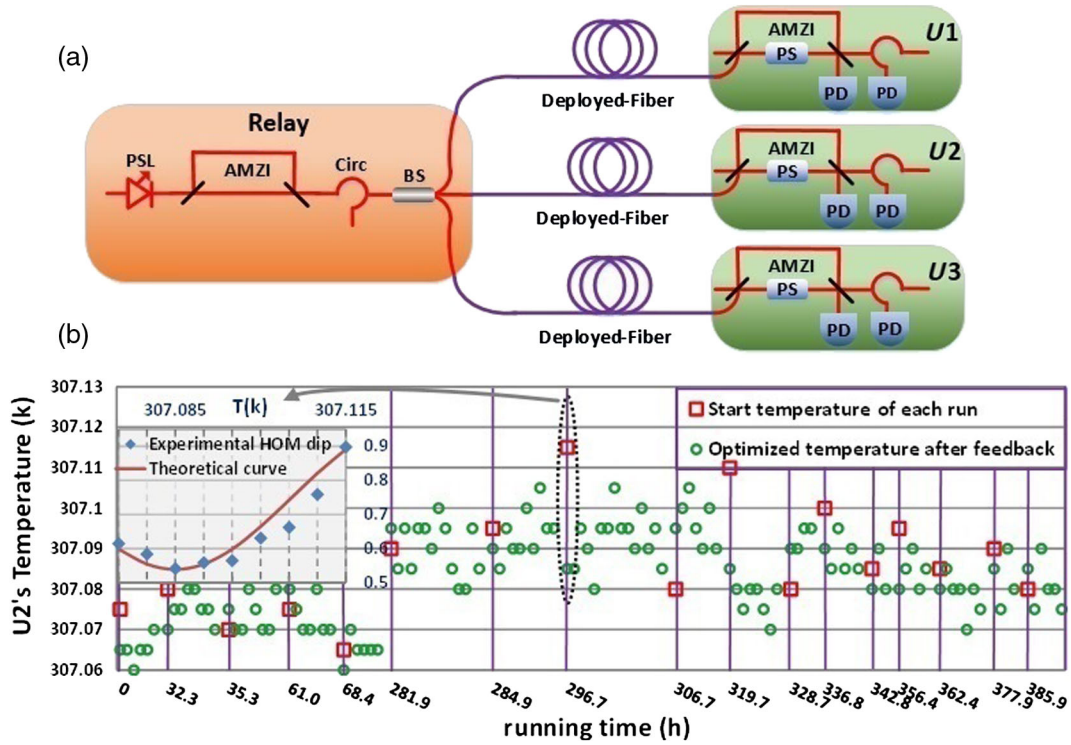 (a)
Relay
PSL
AMZI
Circ
BS
Deployed-Fiber
AMZI
PS
PD
PD
U1
Deployed-Fiber
AMZI
PS
PD
PD
U2
Deployed-Fiber
AMZI
PS
PD
PD
U3
(b)
U2's Temperature (k)
307.13
307.12
307.11
307.1
307.09
307.08
307.07
307.06
307.085 T(k) 307.115
Experimental HOM dip
Theoretical curve
0.9
0.8
0.7
0.6
0.5
Start temperature of each run
Optimized temperature after feedback
0 32.3 35.3 61.0 68.4 281.9 284.9 296.7 306.7 319.7 328.7 336.8 342.8 356.4 362.4 377.9 385.9
running time (h)